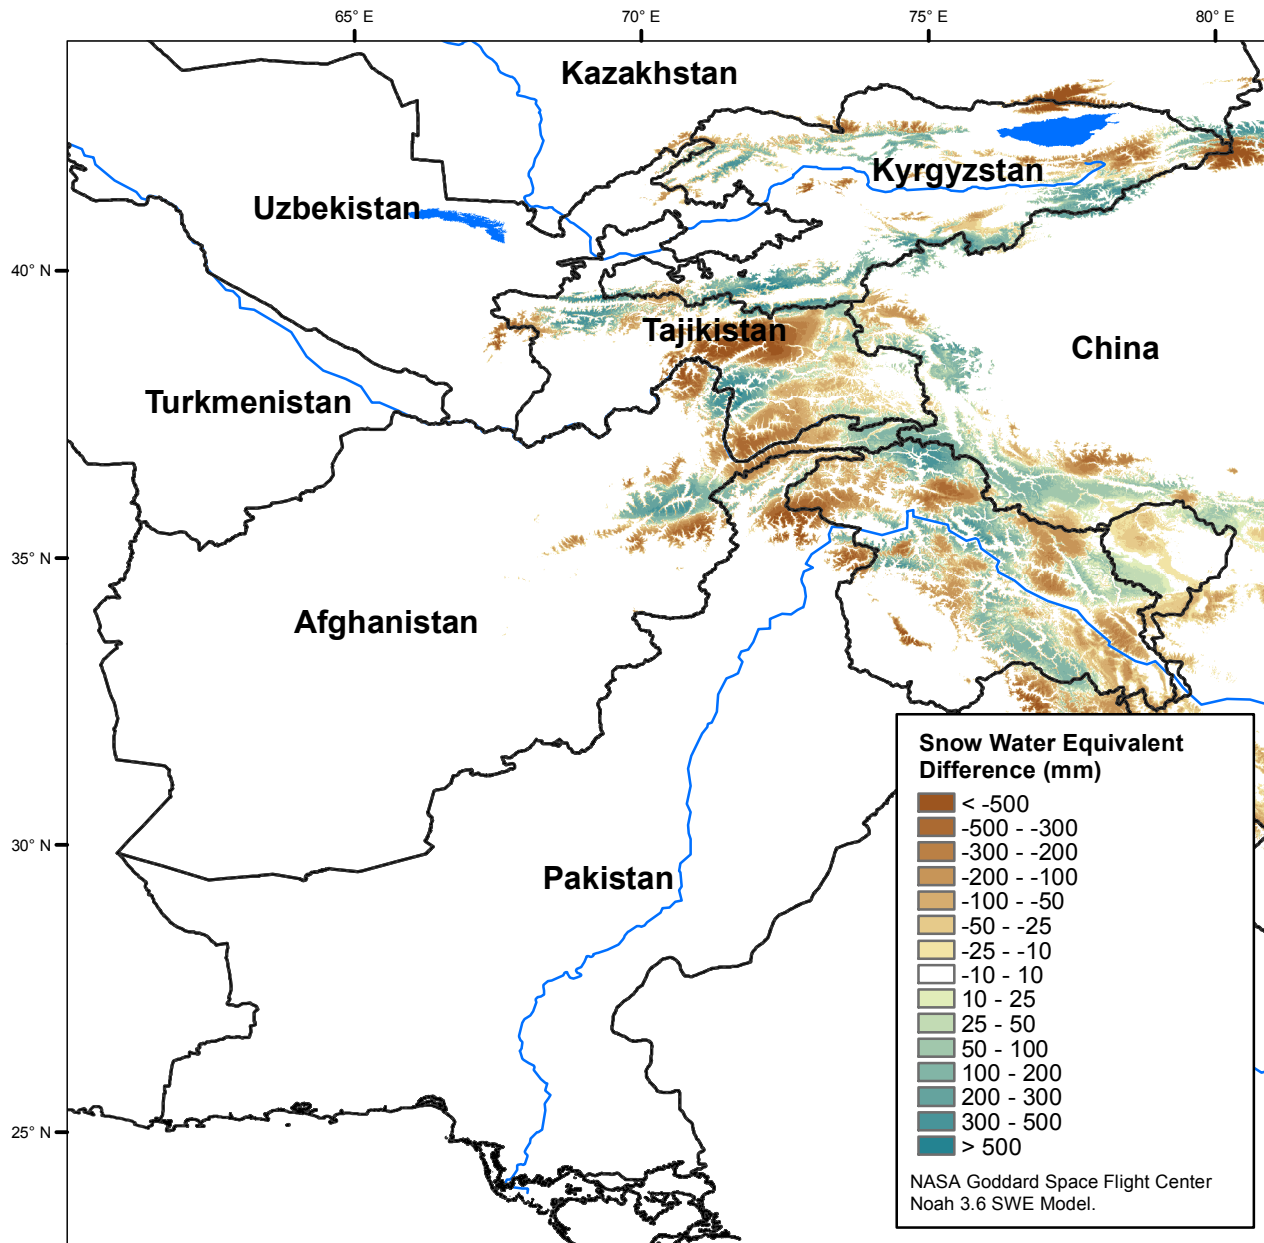 65° E
70° E
75° E
80° E
Kazakhstan
Kyrgyzstan
Uzbekistan
40° N
Tajikistan
China
Turkmenistan
35° N
Afghanistan
Snow Water Equivalent
Difference (mm)
< -500
-500 - -300
-300 - -200
-200 - -100
-100 - -50
-50 - -25
-25 - -10
-10 - 10
10 - 25
25 - 50
50 - 100
100 - 200
200 - 300
300 - 500
> 500
30° N
Pakistan
25° N
NASA Goddard Space Flight Center
Noah 3.6 SWE Model.